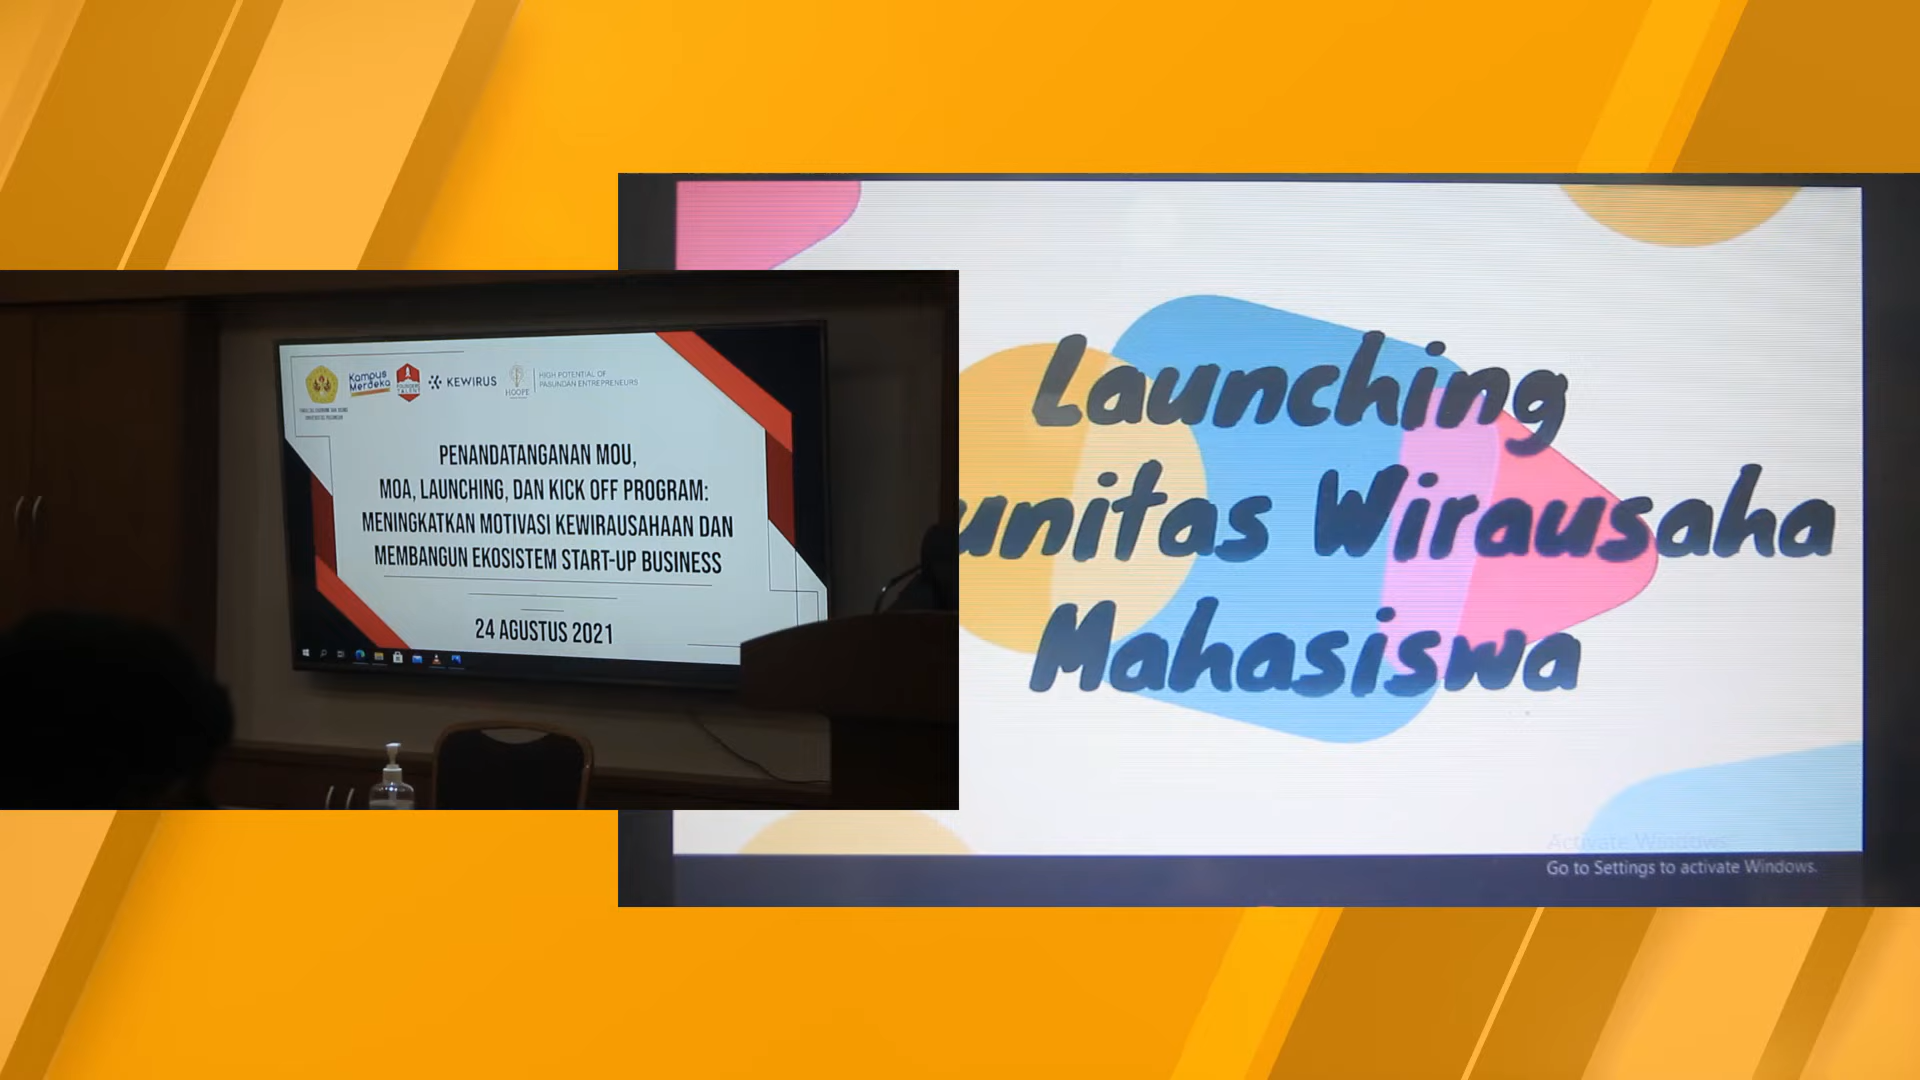 Kampus
Merdeka
KEWIRUS
HOOPE
HIGH POTENTIAL OF
PASUNDAN ENTREPRENEURS
PENANDATANGANAN MOU,
MOA, LAUNCHING, DAN KICK OFF PROGRAM:
MENINGKATKAN MOTIVASI KEWIRAUSAHAAN DAN
MEMBANGUN EKOSISTEM START-UP BUSINESS
24 AGUSTUS 2021
Launching
unitas Wirausaha
Mahasiswa
Activate Windows
Go to Settings to activate Windows.